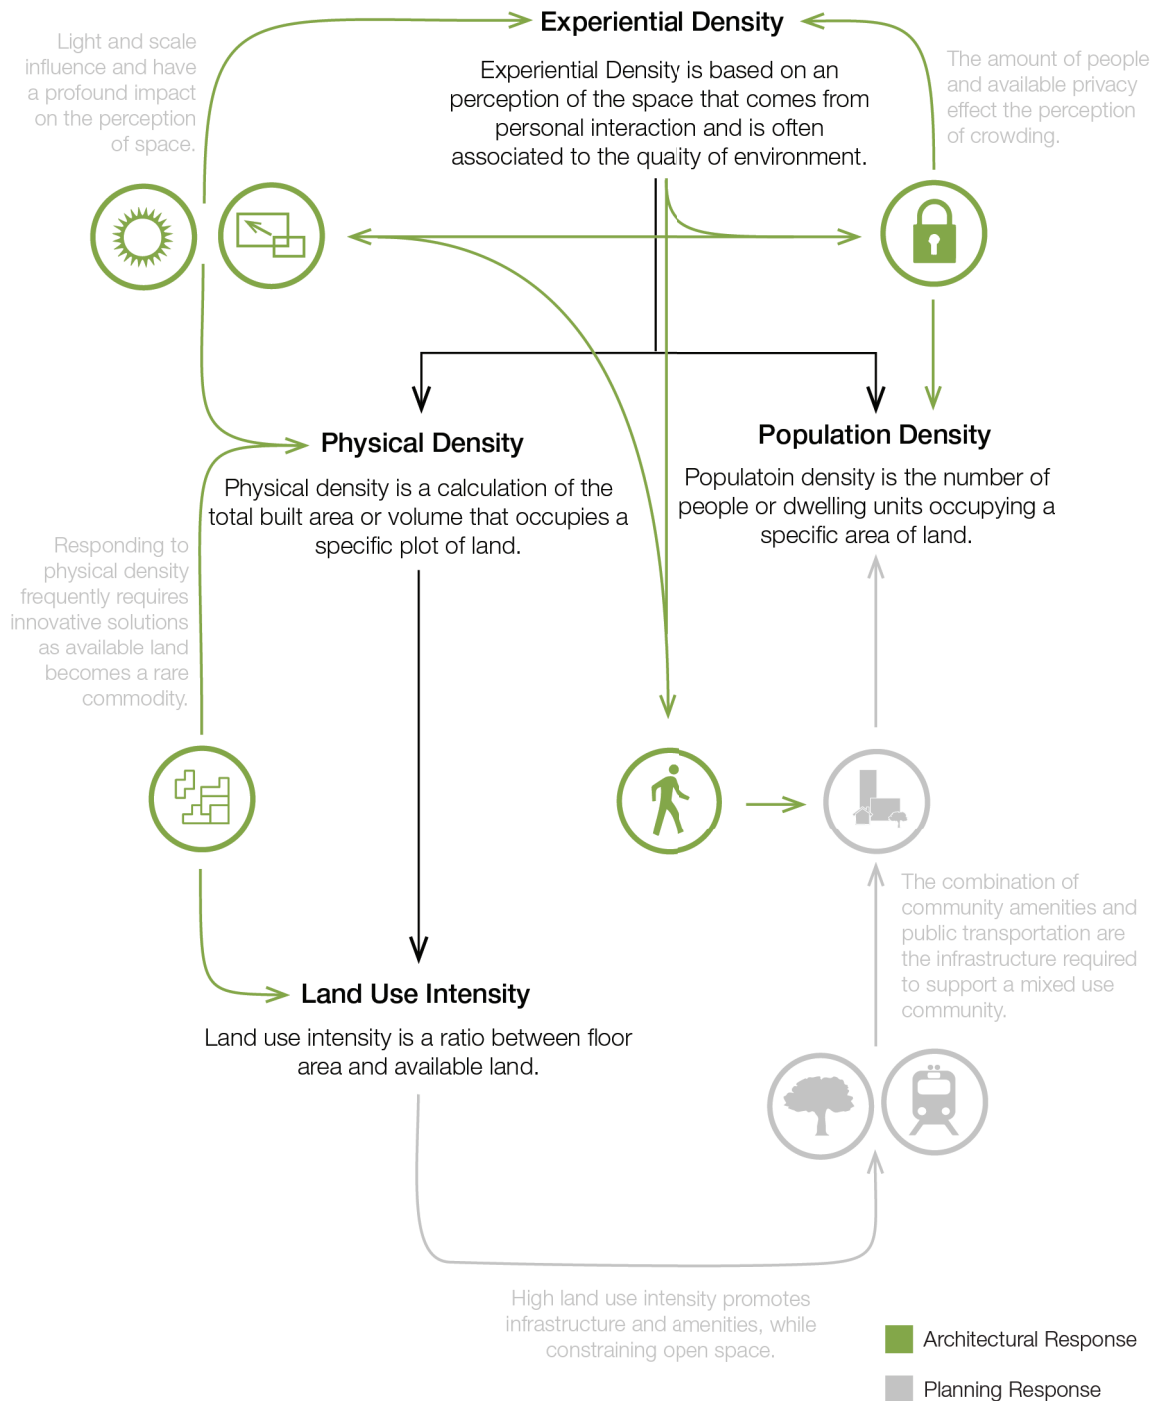 Experiential Density
Light and scale
influence and have
a profound impact
on the perception
of space.
Experiential Density is based on an
perception of the space that comes from
personal interaction and is often
associated to the quality of environment.
The amount of people
and available privacy
effect the perception
of crowding.
Physical Density
Physical density is a calculation of the
total built area or volume that occupies a
specific plot of land.
Population Density
Populatoin density is the number of
people or dwelling units occupying a
specific area of land.
Responding to
physical density
frequently requires
innovative solutions
as available land
becomes a rare
commodity.
The combination of
community amenities and
public transportation are
the infrastructure required
to support a mixed use
community.
Land Use Intensity
Land use intensity is a ratio between floor
area and available land.
High land use intensity promotes
infrastructure and amenities, while
constraining open space.
Architectural Response
Planning Response